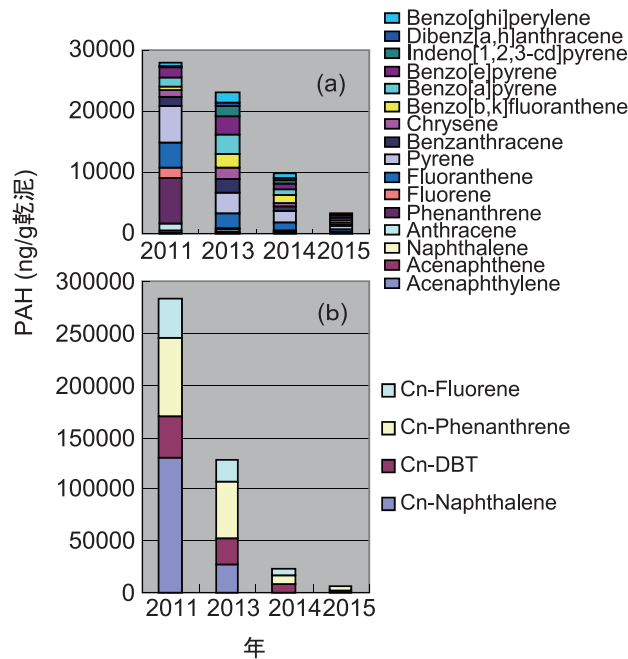 Benzo[ghi]perylene
Dibenz[a,h]anthracene
Indeno[1,2,3-cd]pyrene
Benzo[e]pyrene
Benzo[a]pyrene
Benzo[b,k]fluoranthene
Chrysene
Benzanthracene
Pyrene
Fluoranthene
Fluorene
Phenanthrene
Anthracene
Naphthalene
Acenaphthene
Acenaphthylene
30000
20000
10000
0
(a)
2011
2013
2014
2015
PAH (ng/g乾泥)
300000
250000
200000
150000
100000
50000
0
(b)
2011
2013
2014
2015
年
Cn-Fluorene
Cn-Phenanthrene
Cn-DBT
Cn-Naphthalene